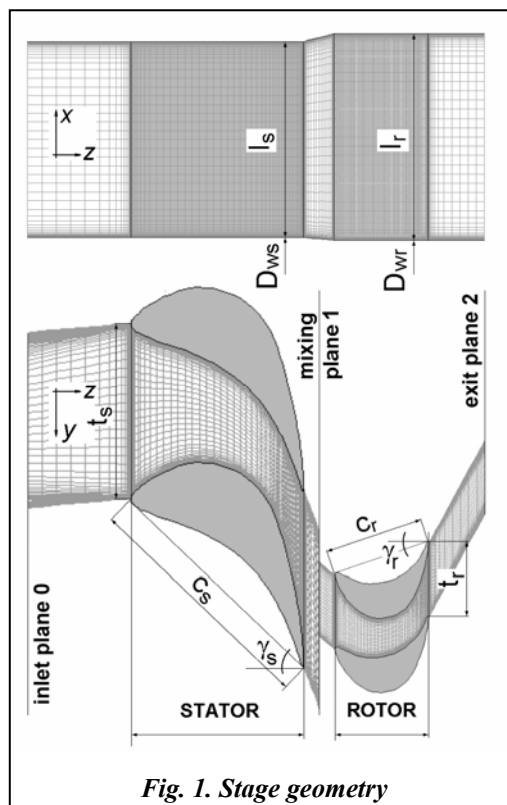 x
z
l_s
l_r
D_ws
D_wr
mixing
plane 1
exit plane 2
z
y
t_s
inlet plane 0
C_s
γ_s
C_r
γ_r
t_r
STATOR
ROTOR
Fig. 1. Stage geometry